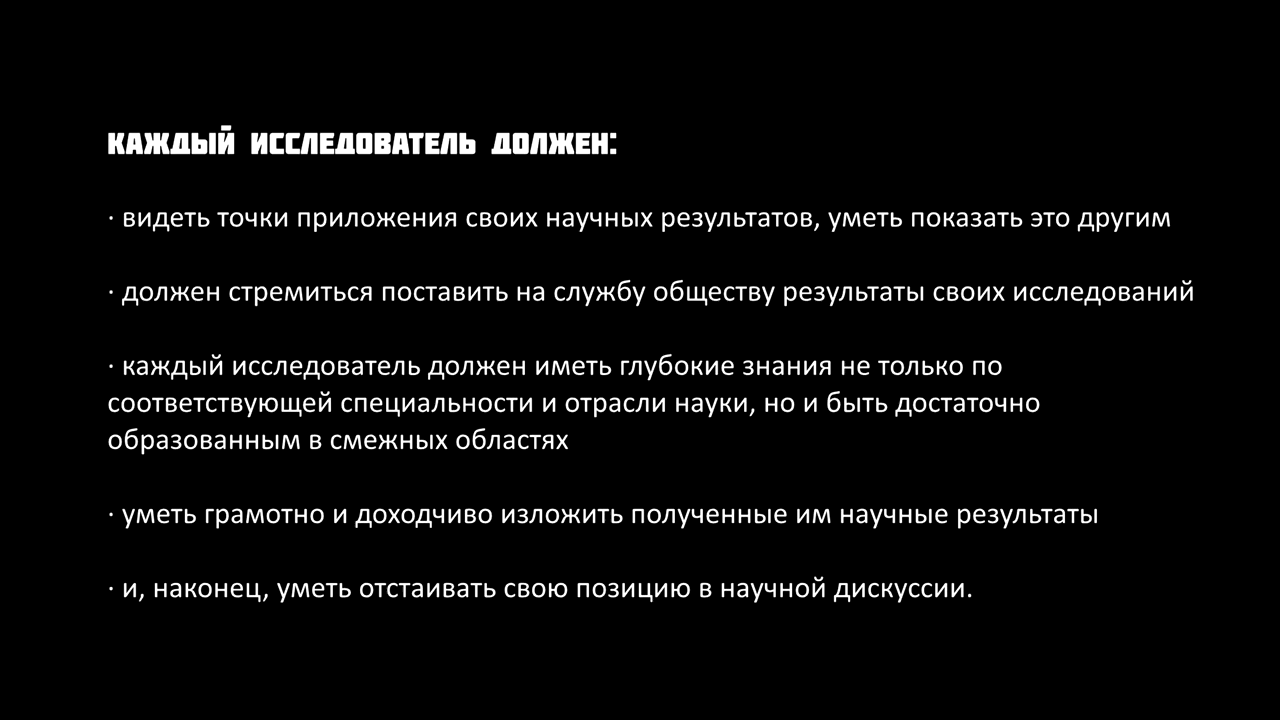 КАЖДЫЙ ИССЛЕДОВАТЕЛЬ ДОЛЖЕН:
· видеть точки приложения своих научных результатов, уметь показать это другим
· должен стремиться поставить на службу обществу результаты своих исследований
· каждый исследователь должен иметь глубокие знания не только по
соответствующей специальности и отрасли науки, но и быть достаточно
образованным в смежных областях
· уметь грамотно и доходчиво изложить полученные им научные результаты
· и, наконец, уметь отстаивать свою позицию в научной дискуссии.